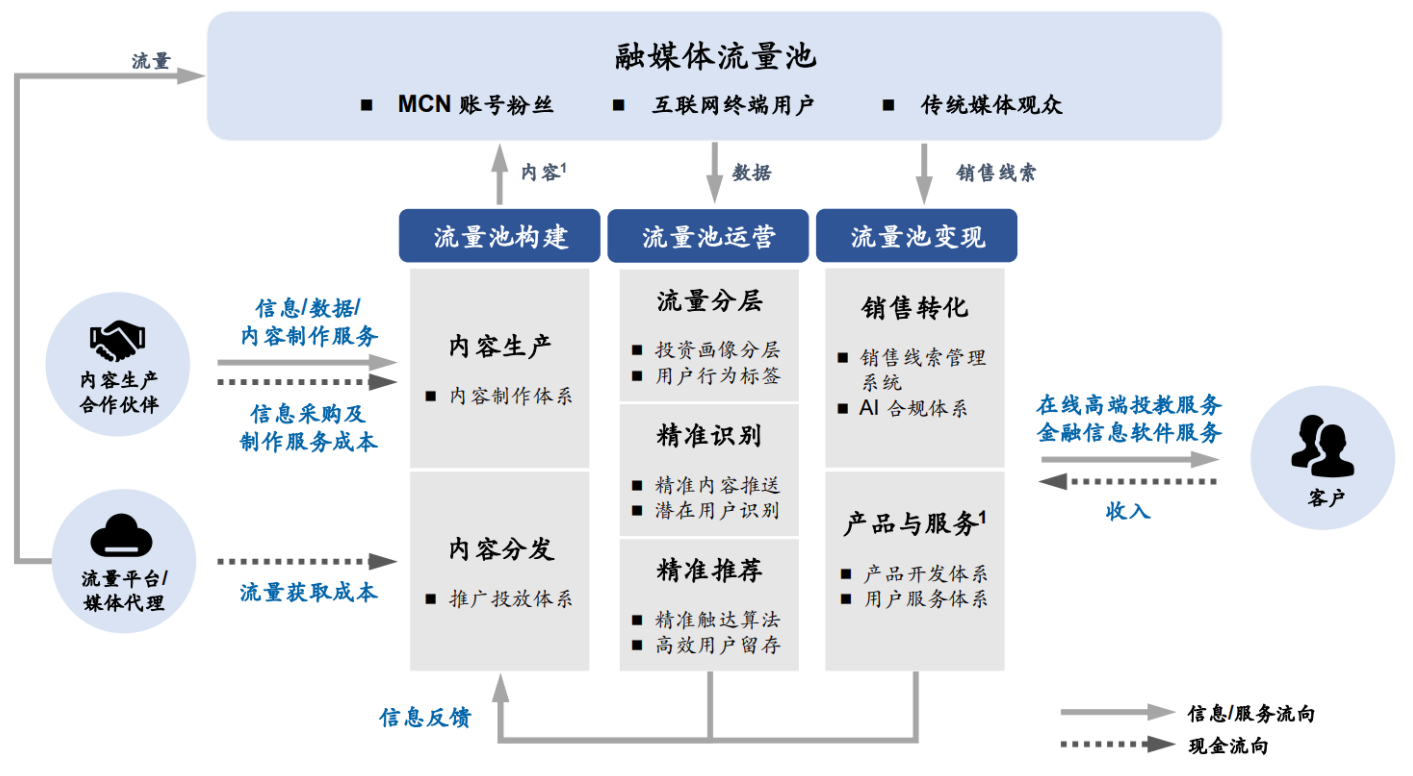 融媒体流量池
■ MCN 账号粉丝 ■ 互联网终端用户 ■ 传统媒体观众
流量
内容1
数据
销售线索
流量池构建
流量池运营
流量池变现
内容生产
合作伙伴
信息/数据/
内容制作服务
信息采购及
制作服务成本
流量平台/
媒体代理
流量获取成本
内容生产
■ 内容制作体系
内容分发
■ 推广投放体系
流量分层
■ 投资画像分层
■ 用户行为标签
精准识别
■ 精准内容推送
■ 潜在用户识别
精准推荐
■ 精准触达算法
■ 高效用户留存
销售转化
■ 销售线索管理
系统
■ AI 合规体系
产品与服务1
■ 产品开发体系
■ 用户服务体系
在线高端投教服务
金融信息软件服务
收入
客户
信息反馈
信息/服务流向
现金流向